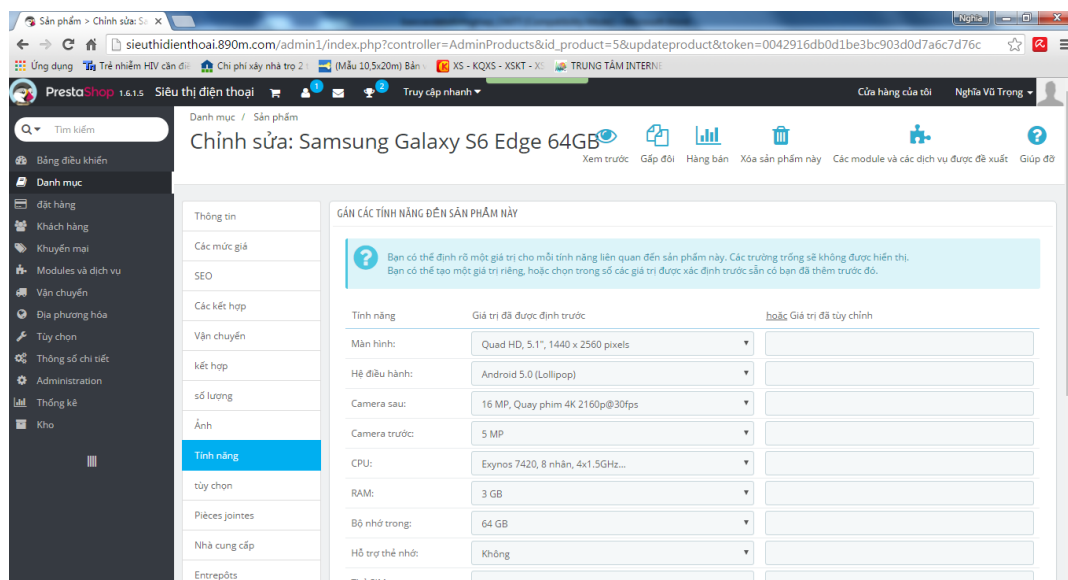 Sản phẩm > Chỉnh sửa: Sa
Nghia
sieuthidienthoai.890m.com/admin1/index.php?controller=AdminProducts&id_product=5&updateproduct&token=0042916db0d1be3bc903d0d7a6c7d76c
Ứng dụng Trẻ nhiễm HIV căn đi Chi phí xây nhà trọ 2 (Mẫu 10,5x20m) Bản v XS - KQXS - XSKT - XS TRUNG TÂM INTERNE
PrestaShop 1.6.1.5 Siêu thị điện thoại 1 2 Truy cập nhanh Cửa hàng của tôi Nghĩa Vũ Trọng
Tìm kiếm
Bảng điều khiển
Danh mục
đặt hàng
Khách hàng
Khuyến mại
Modules và dịch vụ
Vận chuyển
Địa phương hóa
Tùy chọn
Thông số chi tiết
Administration
Thống kê
Kho
Danh mục / Sản phẩm
Chỉnh sửa: Samsung Galaxy S6 Edge 64GB
Xem trước Gấp đôi Hàng bán Xóa sản phẩm này Các module và các dịch vụ được đề xuất Giúp đỡ
Thông tin
Các mức giá
SEO
Các kết hợp
Vận chuyển
kết hợp
số lượng
Ảnh
Tính năng
tùy chọn
Pièces jointes
Nhà cung cấp
Entrepôts
GÁN CÁC TÍNH NĂNG ĐẾN SẢN PHẨM NÀY
Bạn có thể định rõ một giá trị cho mỗi tính năng liên quan đến sản phẩm này. Các trường trống sẽ không được hiển thị.
Bạn có thể tạo một giá trị riêng, hoặc chọn trong số các giá trị được xác định trước sẵn có bạn đã thêm trước đó.
Tính năng Giá trị đã được định trước hoặc Giá trị đã tùy chỉnh
Màn hình: Quad HD, 5.1", 1440 x 2560 pixels
Hệ điều hành: Android 5.0 (Lollipop)
Camera sau: 16 MP, Quay phim 4K 2160p@30fps
Camera trước: 5 MP
CPU: Exynos 7420, 8 nhân, 4x1.5GHz...
RAM: 3 GB
Bộ nhớ trong: 64 GB
Hỗ trợ thẻ nhớ: Không